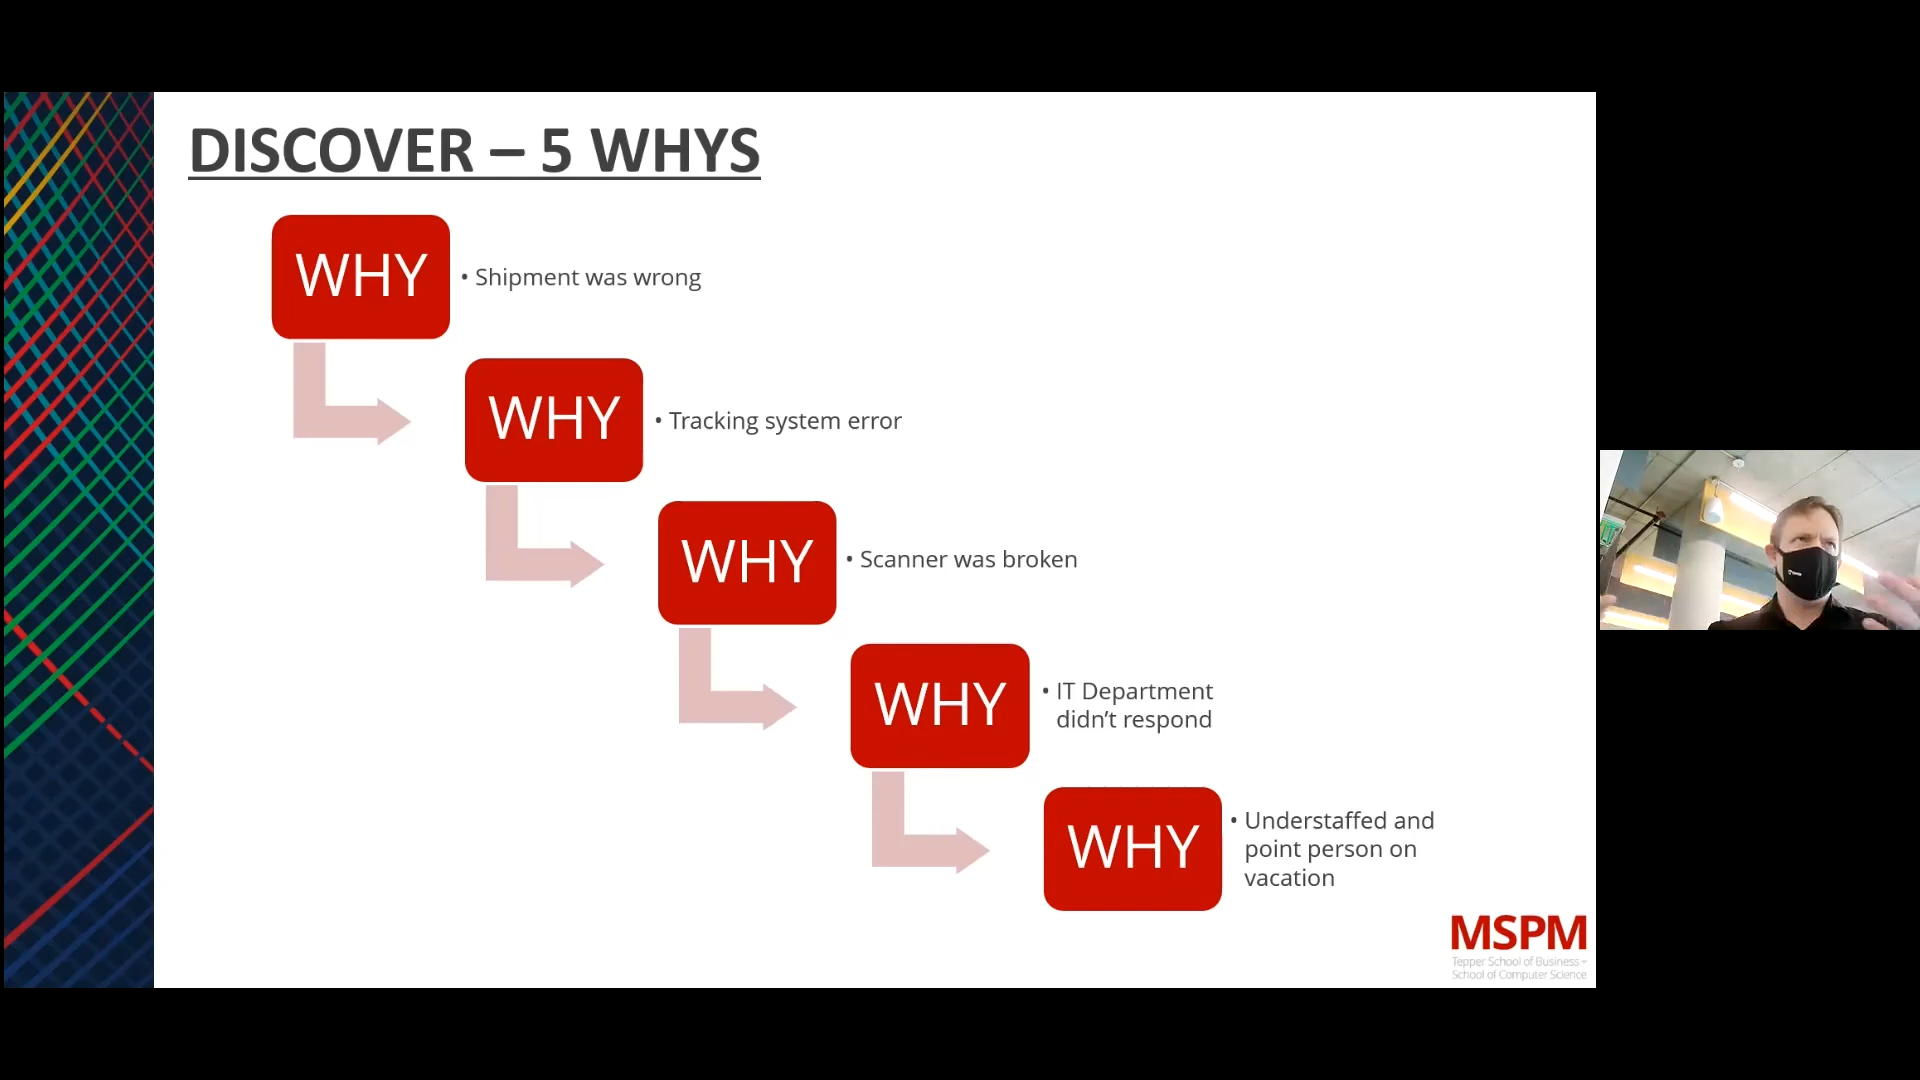 DISCOVER – 5 WHYS
WHY
• Shipment was wrong
WHY
• Tracking system error
WHY
• Scanner was broken
WHY
• IT Department
didn’t respond
WHY
• Understaffed and
point person on
vacation
MSPM
Tepper School of Business +
School of Computer Science